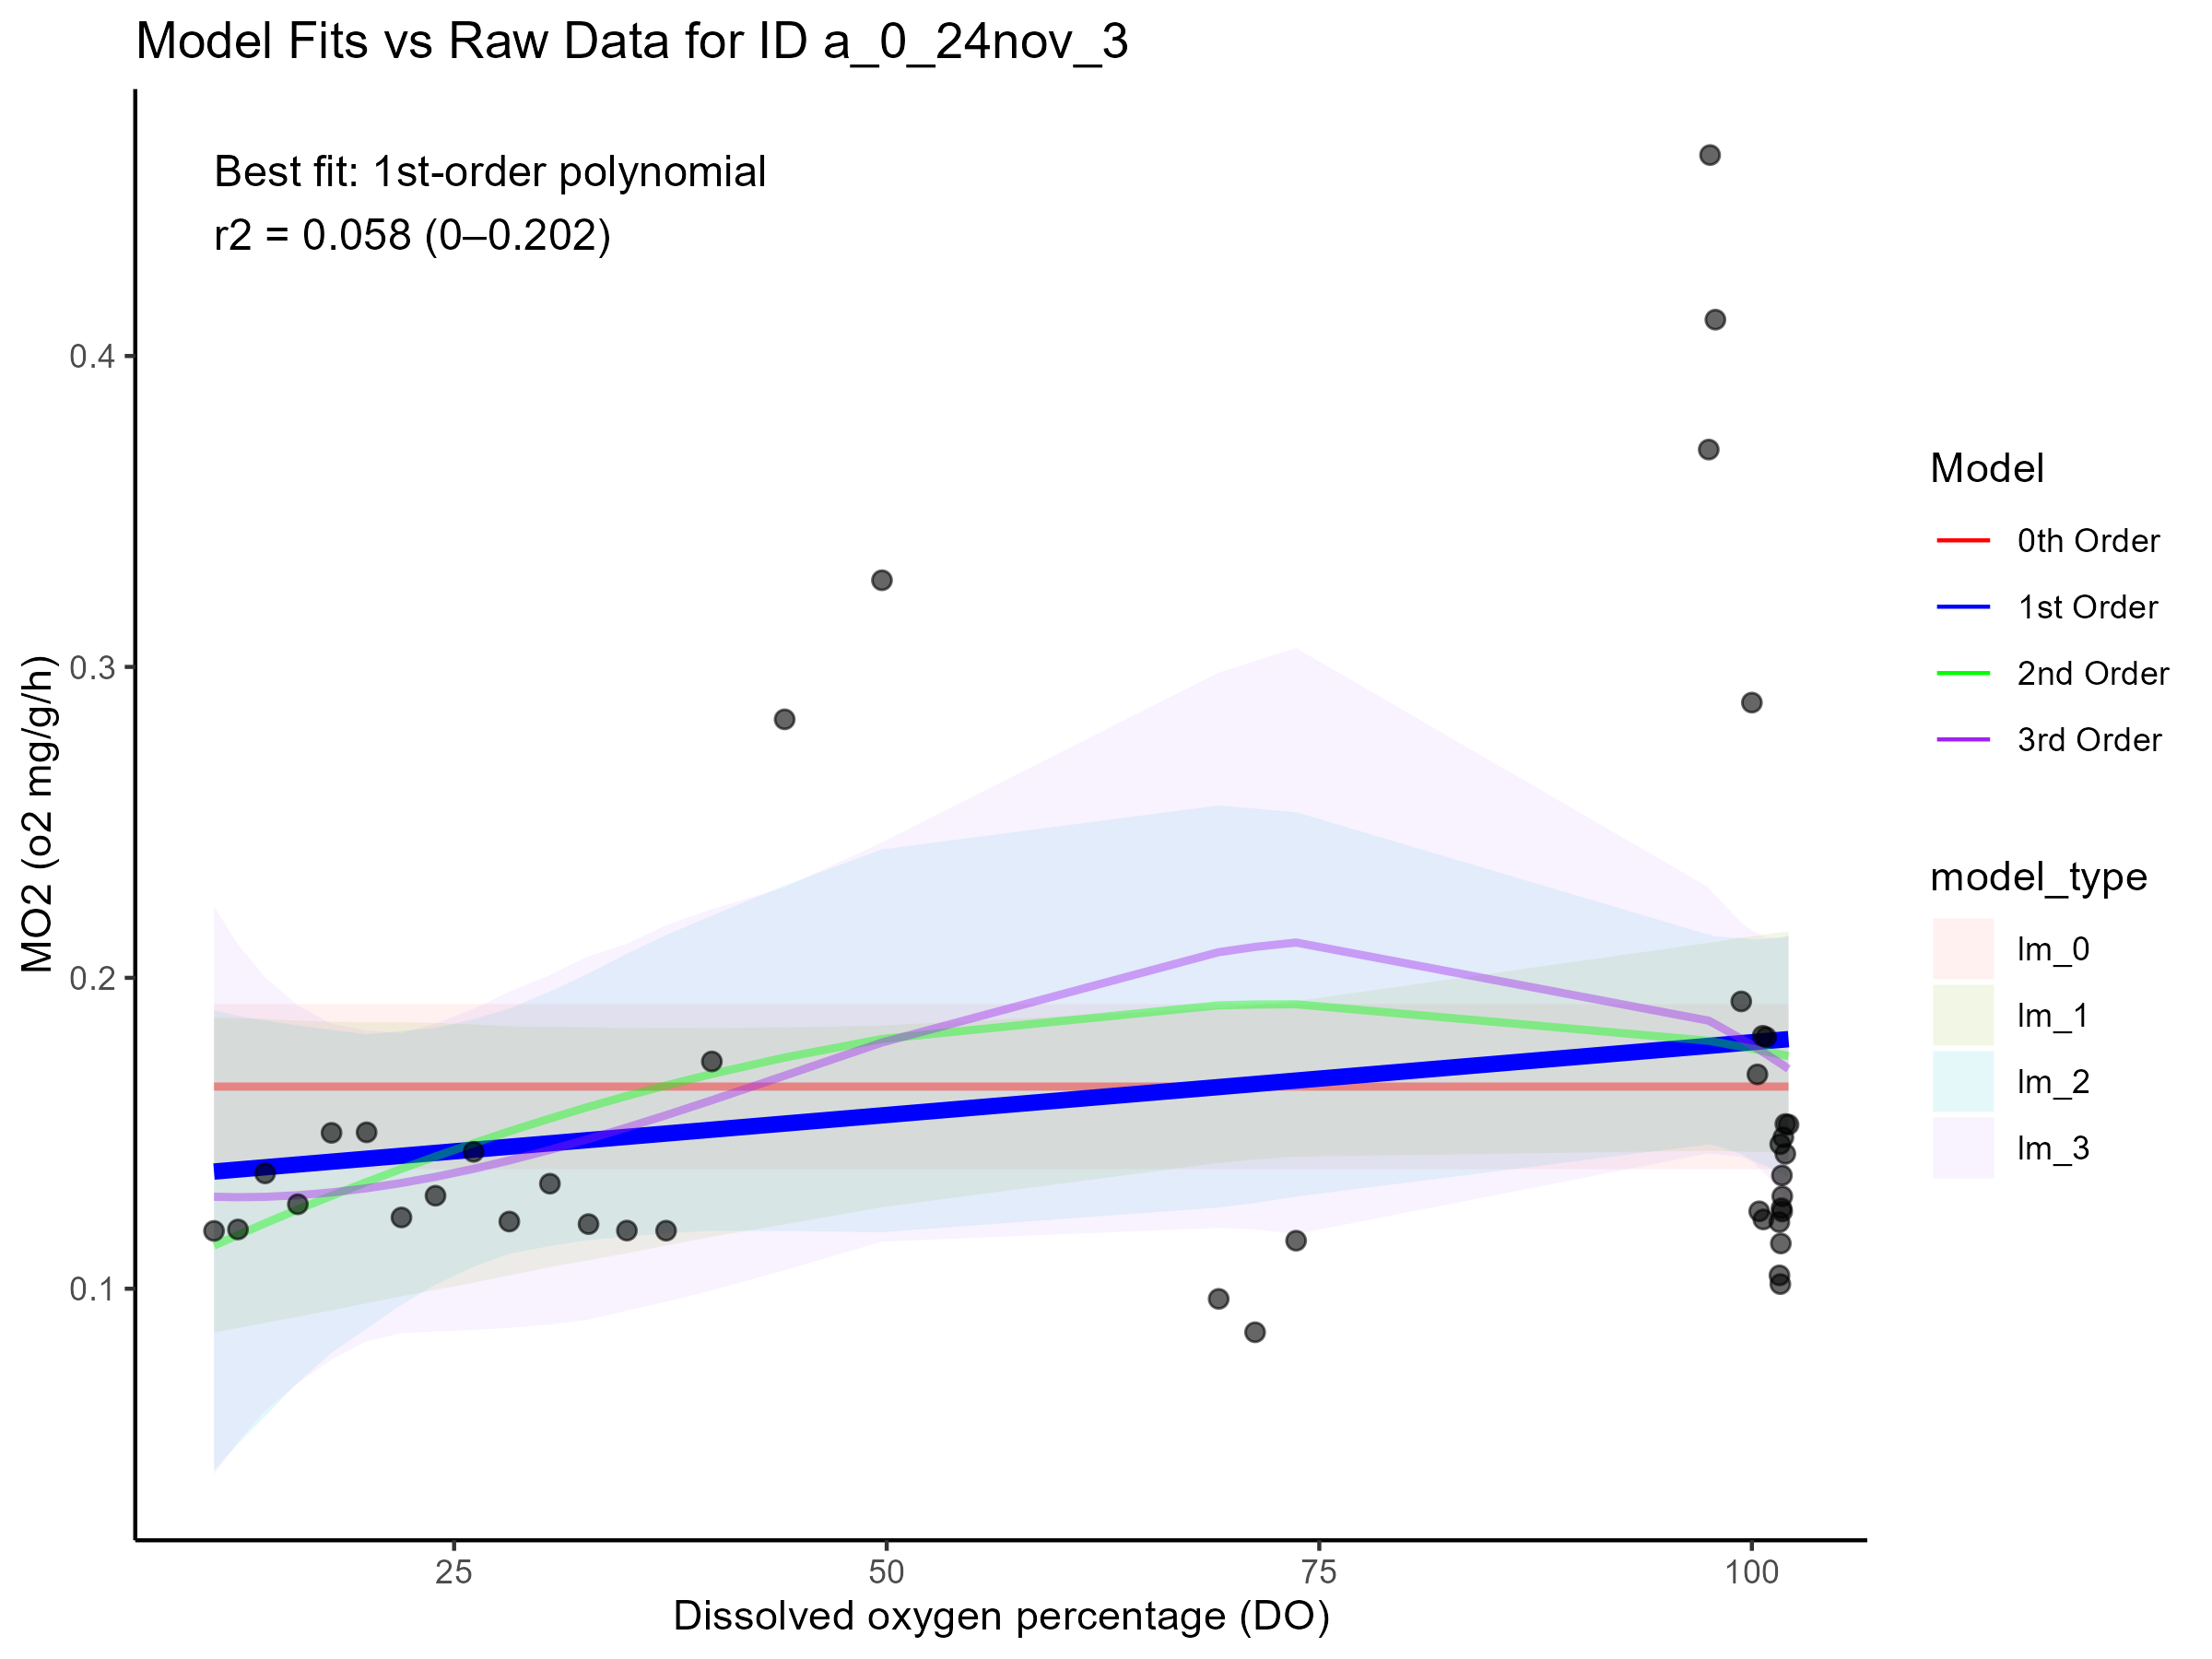 Model Fits vs Raw Data for ID a_0_24nov_3
Best fit: 1st-order polynomial
r2 = 0.058 (0–0.202)
MO2 (o2 mg/g/h)
0.4
0.3
0.2
0.1
25
50
75
100
Dissolved oxygen percentage (DO)
Model
0th Order
1st Order
2nd Order
3rd Order
model_type
lm_0
lm_1
lm_2
lm_3